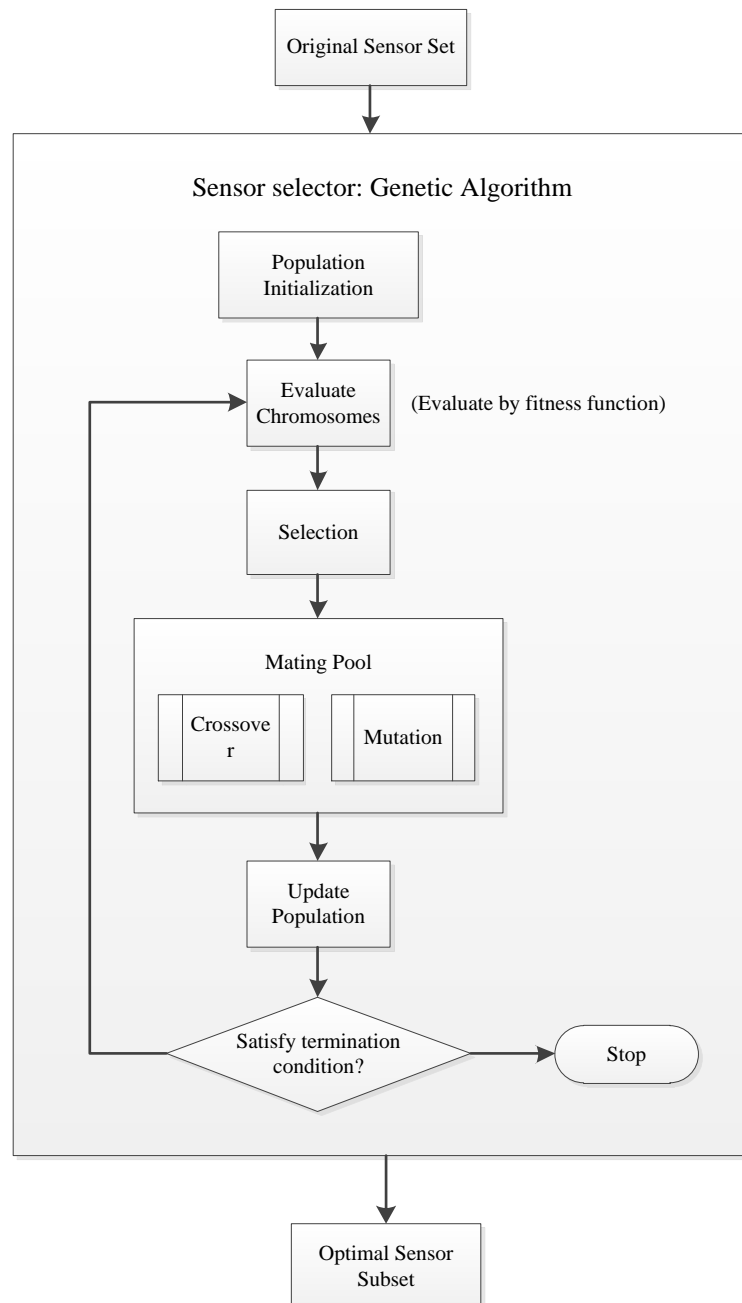 Original Sensor Set
Sensor selector: Genetic Algorithm
Population
Initialization
Evaluate
Chromosomes
(Evaluate by fitness function)
Selection
Mating Pool
Crossove
r
Mutation
Update
Population
Satisfy termination
condition?
Stop
Optimal Sensor
Subset